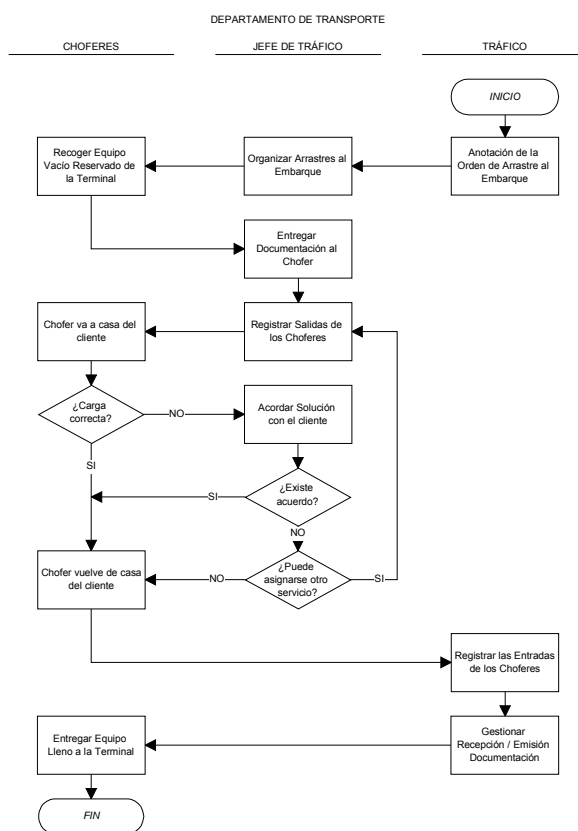 DEPARTAMENTO DE TRANSPORTE
CHOFERES
JEFE DE TRÁFICO
TRÁFICO
INICIO
Recoger Equipo
Vacío Reservado de
la Terminal
Organizar Arrastres al
Embarque
Anotación de la
Orden de Arrastre al
Embarque
Entregar
Documentación al
Chofer
Chofer va a casa del
cliente
Registrar Salidas de
los Choferes
¿Carga
correcta?
NO
Acordar Solución
con el cliente
SI
SI
¿Existe
acuerdo?
NO
Chofer vuelve de casa
del cliente
NO
¿Puede
asignarse otro
servicio?
SI
Registrar las Entradas
de los Choferes
Entregar Equipo
Lleno a la Terminal
Gestionar
Recepción / Emisión
Documentación
FIN